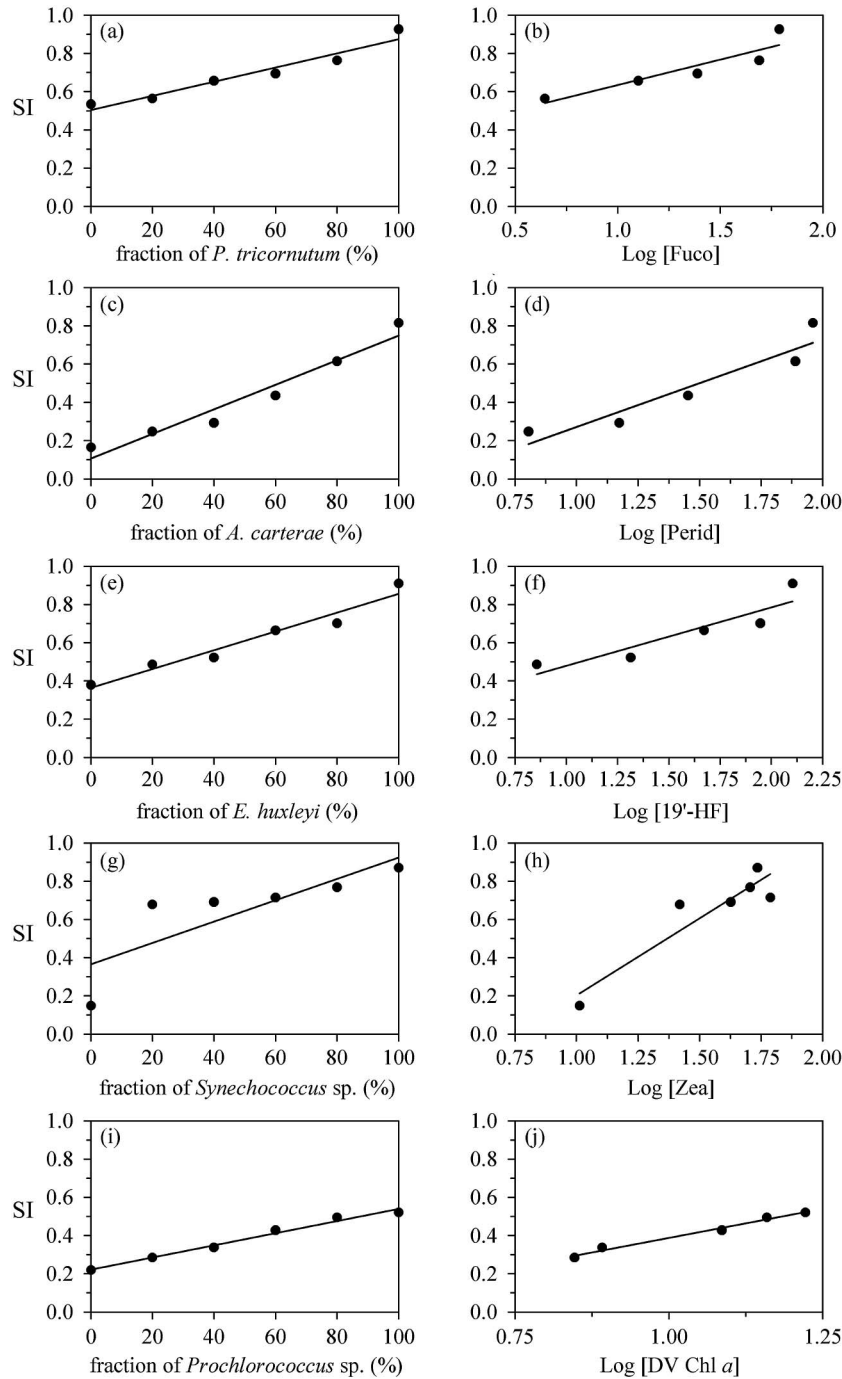 (a)
1.0
0.8
0.6
0.4
0.2
0.0
SI
0 20 40 60 80 100
fraction of P. tricornutum (%)
(b)
1.0
0.8
0.6
0.4
0.2
0.0
0.5 1.0 1.5 2.0
Log [Fuco]
(c)
1.0
0.8
0.6
0.4
0.2
0.0
SI
0 20 40 60 80 100
fraction of A. carterae (%)
(d)
1.0
0.8
0.6
0.4
0.2
0.0
0.75 1.00 1.25 1.50 1.75 2.00
Log [Perid]
(e)
1.0
0.8
0.6
0.4
0.2
0.0
SI
0 20 40 60 80 100
fraction of E. huxleyi (%)
(f)
1.0
0.8
0.6
0.4
0.2
0.0
0.75 1.00 1.25 1.50 1.75 2.00 2.25
Log [19'-HF]
(g)
1.0
0.8
0.6
0.4
0.2
0.0
SI
0 20 40 60 80 100
fraction of Synechococcus sp. (%)
(h)
1.0
0.8
0.6
0.4
0.2
0.0
0.75 1.00 1.25 1.50 1.75 2.00
Log [Zea]
(i)
1.0
0.8
0.6
0.4
0.2
0.0
SI
0 20 40 60 80 100
fraction of Prochlorococcus sp. (%)
(j)
1.0
0.8
0.6
0.4
0.2
0.0
0.75 1.00 1.25
Log [DV Chl a]